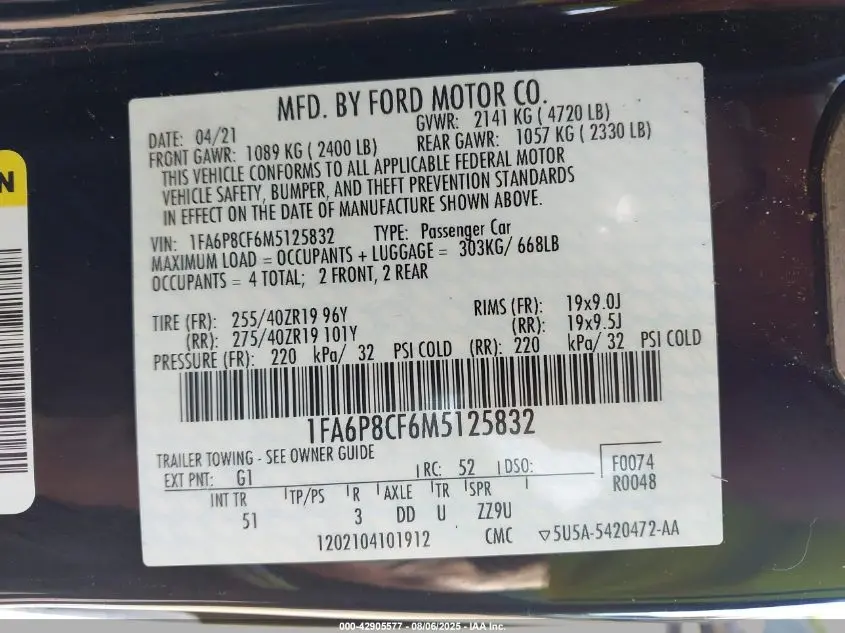 MFD. BY FORD MOTOR CO.
DATE: 04/21 GVWR: 2141 KG ( 4720 LB)
FRONT GAWR: 1089 KG ( 2400 LB) REAR GAWR: 1057 KG ( 2330 LB)
THIS VEHICLE CONFORMS TO ALL APPLICABLE FEDERAL MOTOR
VEHICLE SAFETY, BUMPER, AND THEFT PREVENTION STANDARDS
IN EFFECT ON THE DATE OF MANUFACTURE SHOWN ABOVE.
VIN: 1FA6P8CF6M5125832 TYPE: Passenger Car
MAXIMUM LOAD = OCCUPANTS + LUGGAGE = 303KG/ 668LB
OCCUPANTS = 4 TOTAL; 2 FRONT, 2 REAR
TIRE (FR): 255/40ZR19 96Y RIMS (FR): 19x9.0J
(RR): 275/40ZR19 101Y (RR): 19x9.5J
PRESSURE (FR): 220 kPa/ 32 PSI COLD (RR): 220 kPa/ 32 PSI COLD
1FA6P8CF6M5125832
TRAILER TOWING - SEE OWNER GUIDE
EXT PNT: G1 RC: 52 DSO: F0074
R0048
INT TR TP/PS R AXLE TR SPR
51 3 DD U ZZ9U
1202104101912 CMC ▽5U5A-5420472-AA
N
000-42905577 - 08/06/2025 - IAA Inc.